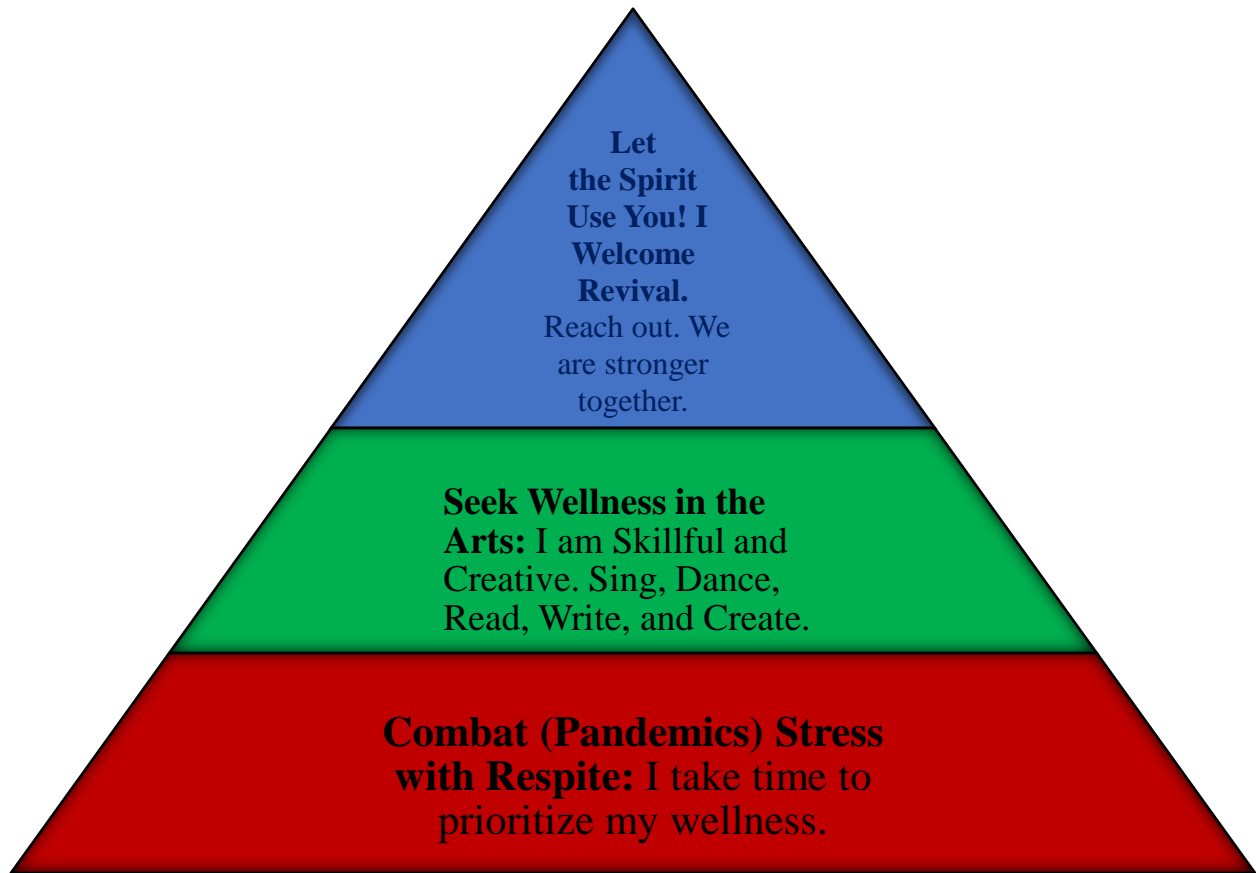 Let
the Spirit
Use You! I
Welcome
Revival.
Reach out. We
are stronger
together.
Seek Wellness in the
Arts: I am Skillful and
Creative. Sing, Dance,
Read, Write, and Create.
Combat (Pandemics) Stress
with Respite: I take time to
prioritize my wellness.